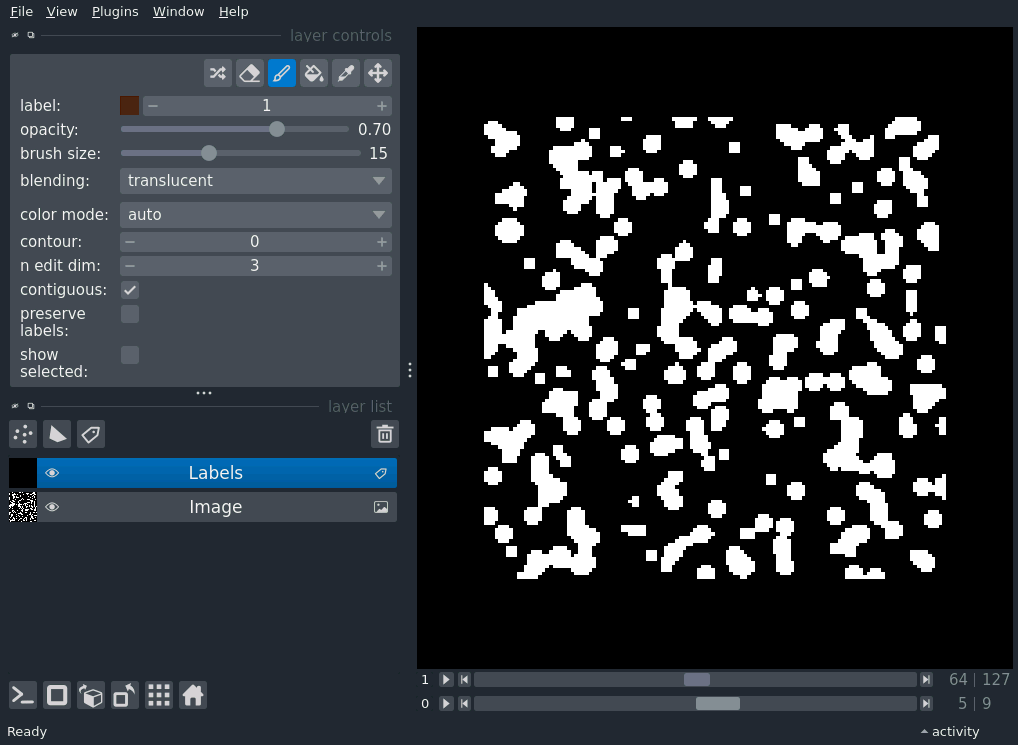 File View Plugins Window Help
layer controls
label: 1
opacity: 0.70
brush size: 15
blending: translucent
color mode: auto
contour: 0
n edit dim: 3
contiguous:
preserve
labels:
show
selected:
layer list
Labels
Image
1 64 | 127
0 5 | 9
Ready activity